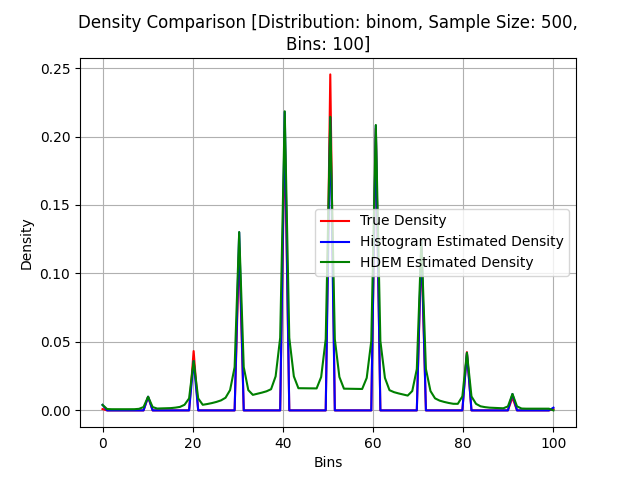 Density Comparison [Distribution: binom, Sample Size: 500,
Bins: 100]
0.25
0.20
0.15
0.10
0.05
0.00
Density
True Density
Histogram Estimated Density
HDEM Estimated Density
0 20 40 60 80 100
Bins